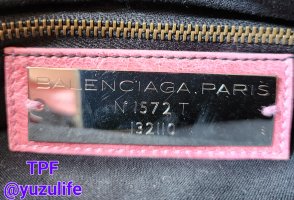 BALENCIAGA.PARIS
N°1572 T
132110
TPF
@yuzulife